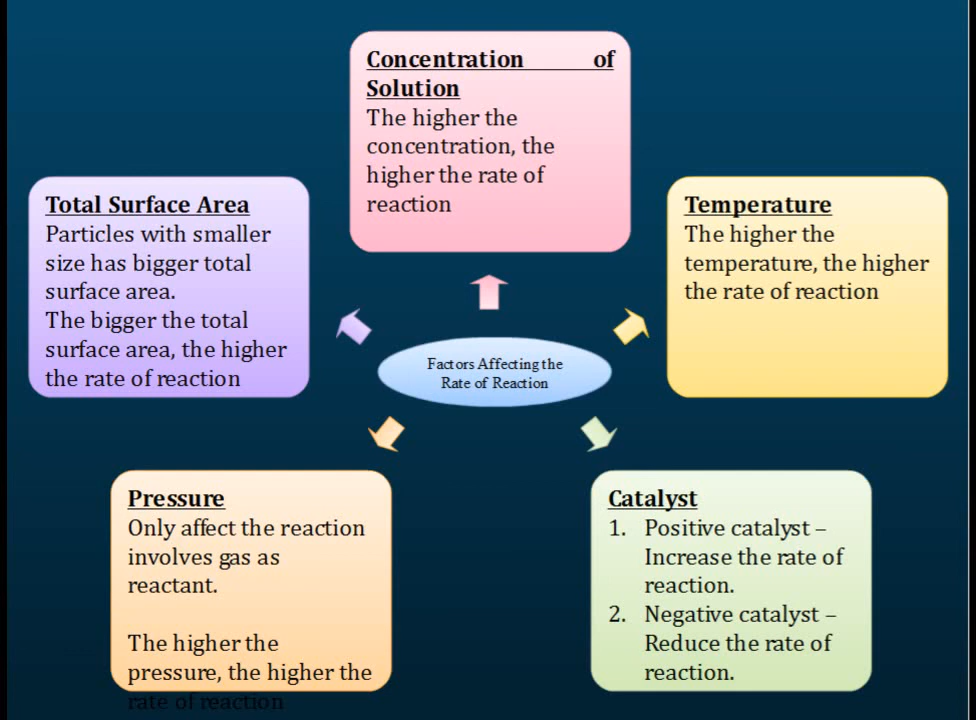 Concentration of
Solution
The higher the
concentration, the
higher the rate of
reaction
Total Surface Area
Particles with smaller
size has bigger total
surface area.
The bigger the total
surface area, the higher
the rate of reaction
Temperature
The higher the
temperature, the higher
the rate of reaction
Factors Affecting the
Rate of Reaction
Pressure
Only affect the reaction
involves gas as
reactant.
The higher the
pressure, the higher the
rate of reaction
Catalyst
1. Positive catalyst –
Increase the rate of
reaction.
2. Negative catalyst –
Reduce the rate of
reaction.